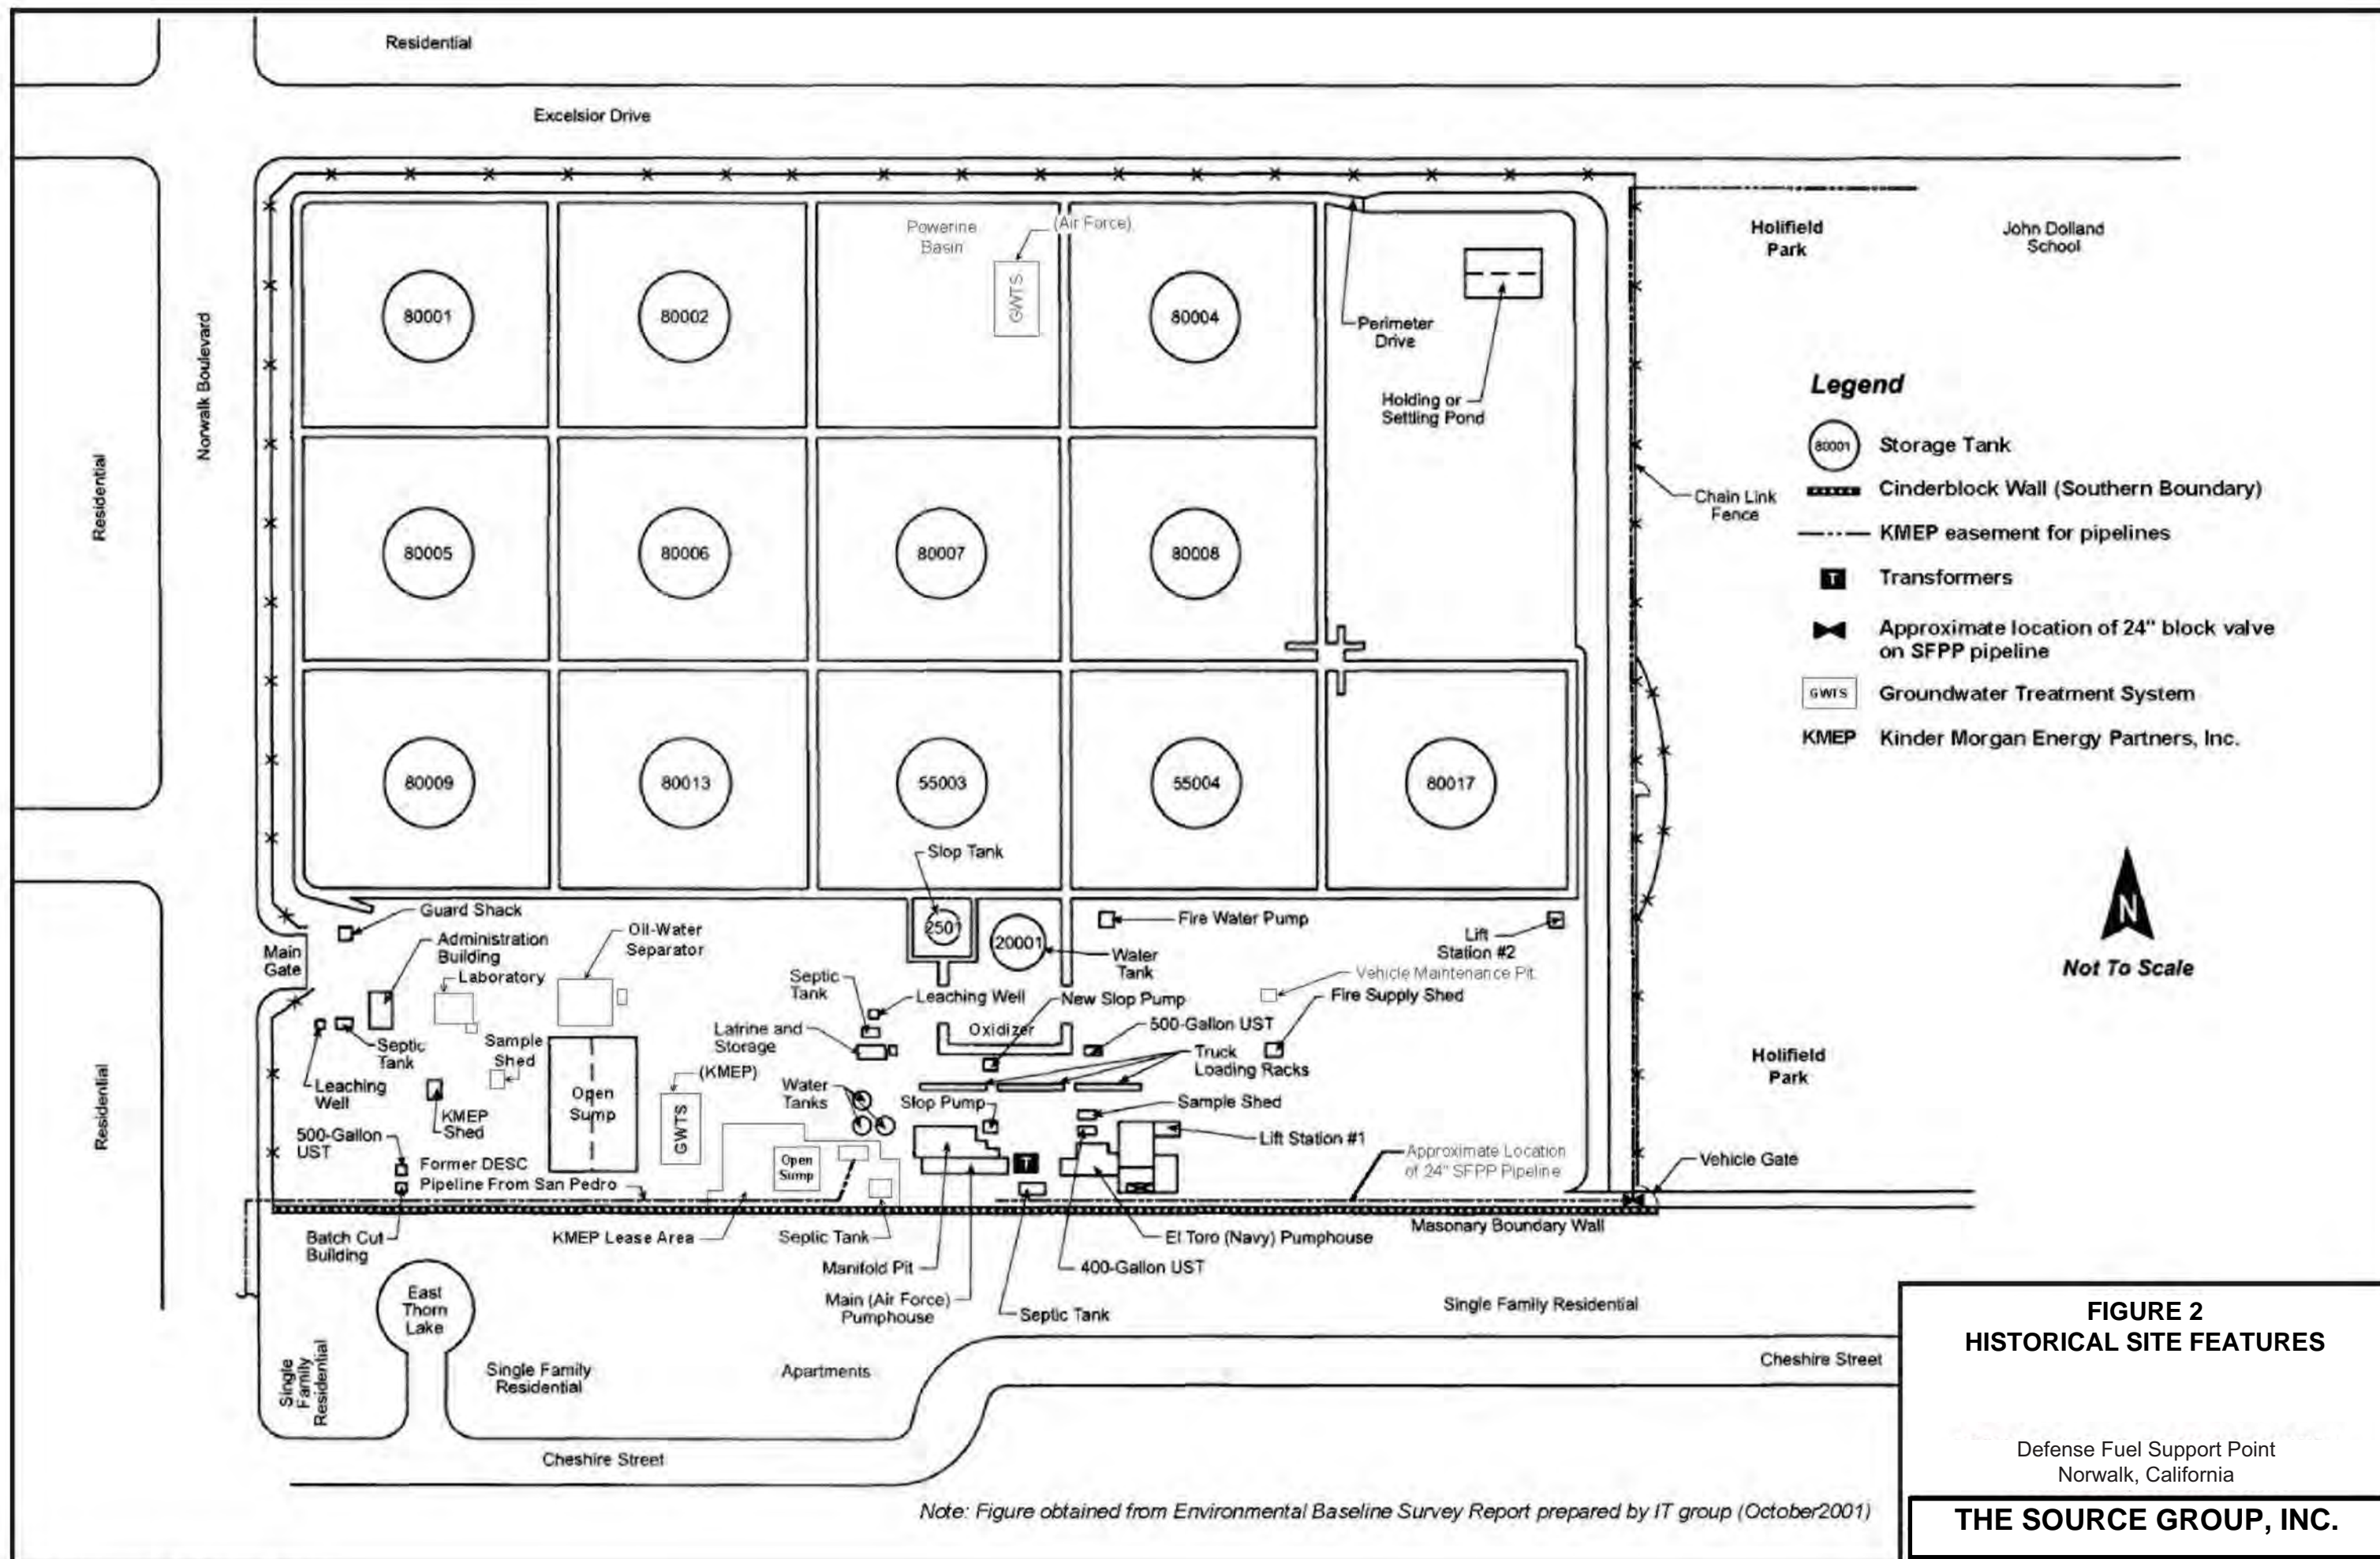 Residential
Excelsior Drive
Norwalk Boulevard
Residential
Residential
80001
80002
Powerine
Basin
(Air Force)
GWTS
80004
Perimeter
Drive
Holding or
Settling Pond
Holifield
Park
John Dolland
School
80005
80006
80007
80008
Chain Link
Fence
80009
80013
55003
55004
80017
Legend
80001
Storage Tank
Cinderblock Wall (Southern Boundary)
KMEP easement for pipelines
T
Transformers
Approximate location of 24" block valve
on SFPP pipeline
GWTS
Groundwater Treatment System
KMEP
Kinder Morgan Energy Partners, Inc.
N
Not To Scale
Slop Tank
2501
20001
Water
Tank
Fire Water Pump
Lift
Station #2
Guard Shack
Main
Gate
Administration
Building
Laboratory
Oil-Water
Separator
Septic
Tank
Leaching Well
New Slop Pump
Vehicle Maintenance Pit
Fire Supply Shed
Latrine and
Storage
Oxidizer
500-Gallon UST
Truck
Loading Racks
Septic
Tank
Sample
Shed
Leaching
Well
KMEP
Shed
Open
Sump
(KMEP)
GWTS
Water
Tanks
Slop Pump
Sample Shed
Lift Station #1
500-Gallon
UST
Former DESC
Pipeline From San Pedro
Open
Sump
T
Approximate Location
of 24" SFPP Pipeline
Vehicle Gate
Batch Cut
Building
KMEP Lease Area
Septic Tank
Manifold Pit
Main (Air Force)
Pumphouse
Septic Tank
400-Gallon UST
El Toro (Navy) Pumphouse
Masonary Boundary Wall
Holifield
Park
East
Thorn
Lake
Single
Family
Residential
Single Family
Residential
Apartments
Single Family Residential
Cheshire Street
Cheshire Street
Note: Figure obtained from Environmental Baseline Survey Report prepared by IT group (October2001)
FIGURE 2
HISTORICAL SITE FEATURES
Defense Fuel Support Point
Norwalk, California
THE SOURCE GROUP, INC.